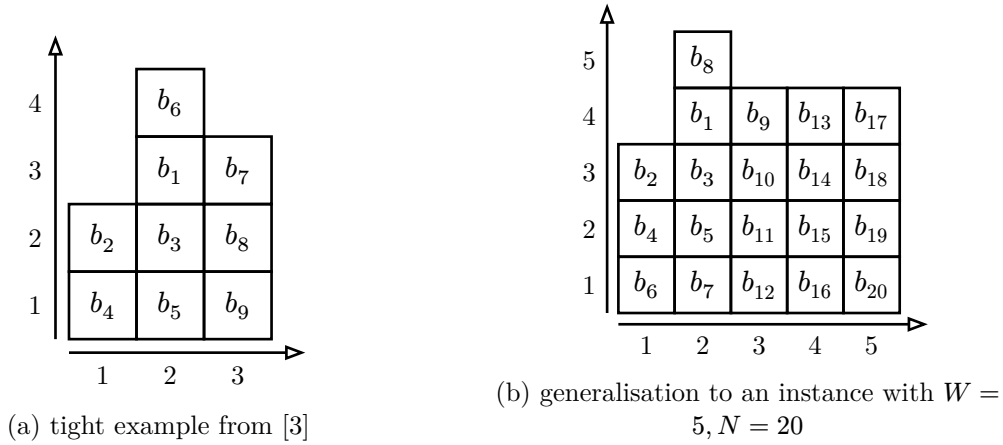 4
b6
3
b1 b7
2
b2 b3 b8
1
b4 b5 b9
1 2 3
(a) tight example from [3]
5
b8
4
b1 b9 b13 b17
3
b2 b3 b10 b14 b18
2
b4 b5 b11 b15 b19
1
b6 b7 b12 b16 b20
1 2 3 4 5
(b) generalisation to an instance with W =
5, N = 20